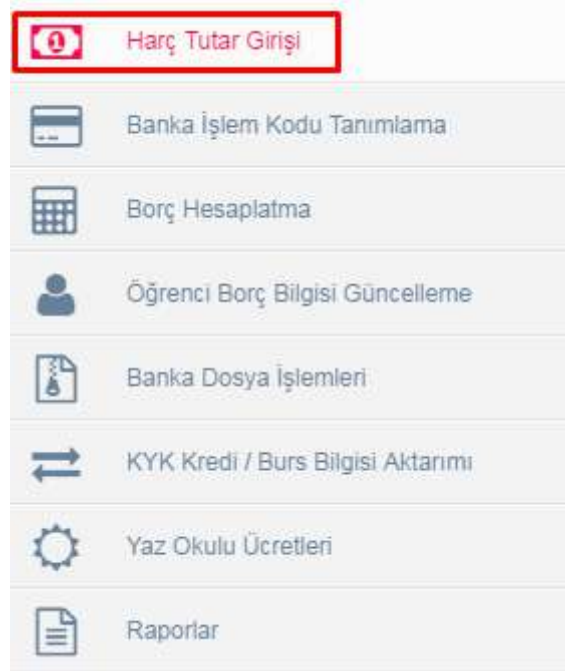 Harç Tutar Girişi
Banka İşlem Kodu Tanımlama
Borç Hesaplatma
Öğrenci Borç Bilgisi Güncelleme
Banka Dosya İşlemleri
KYK Kredi / Burs Bilgisi Aktarımı
Yaz Okulu Ücretleri
Raporlar